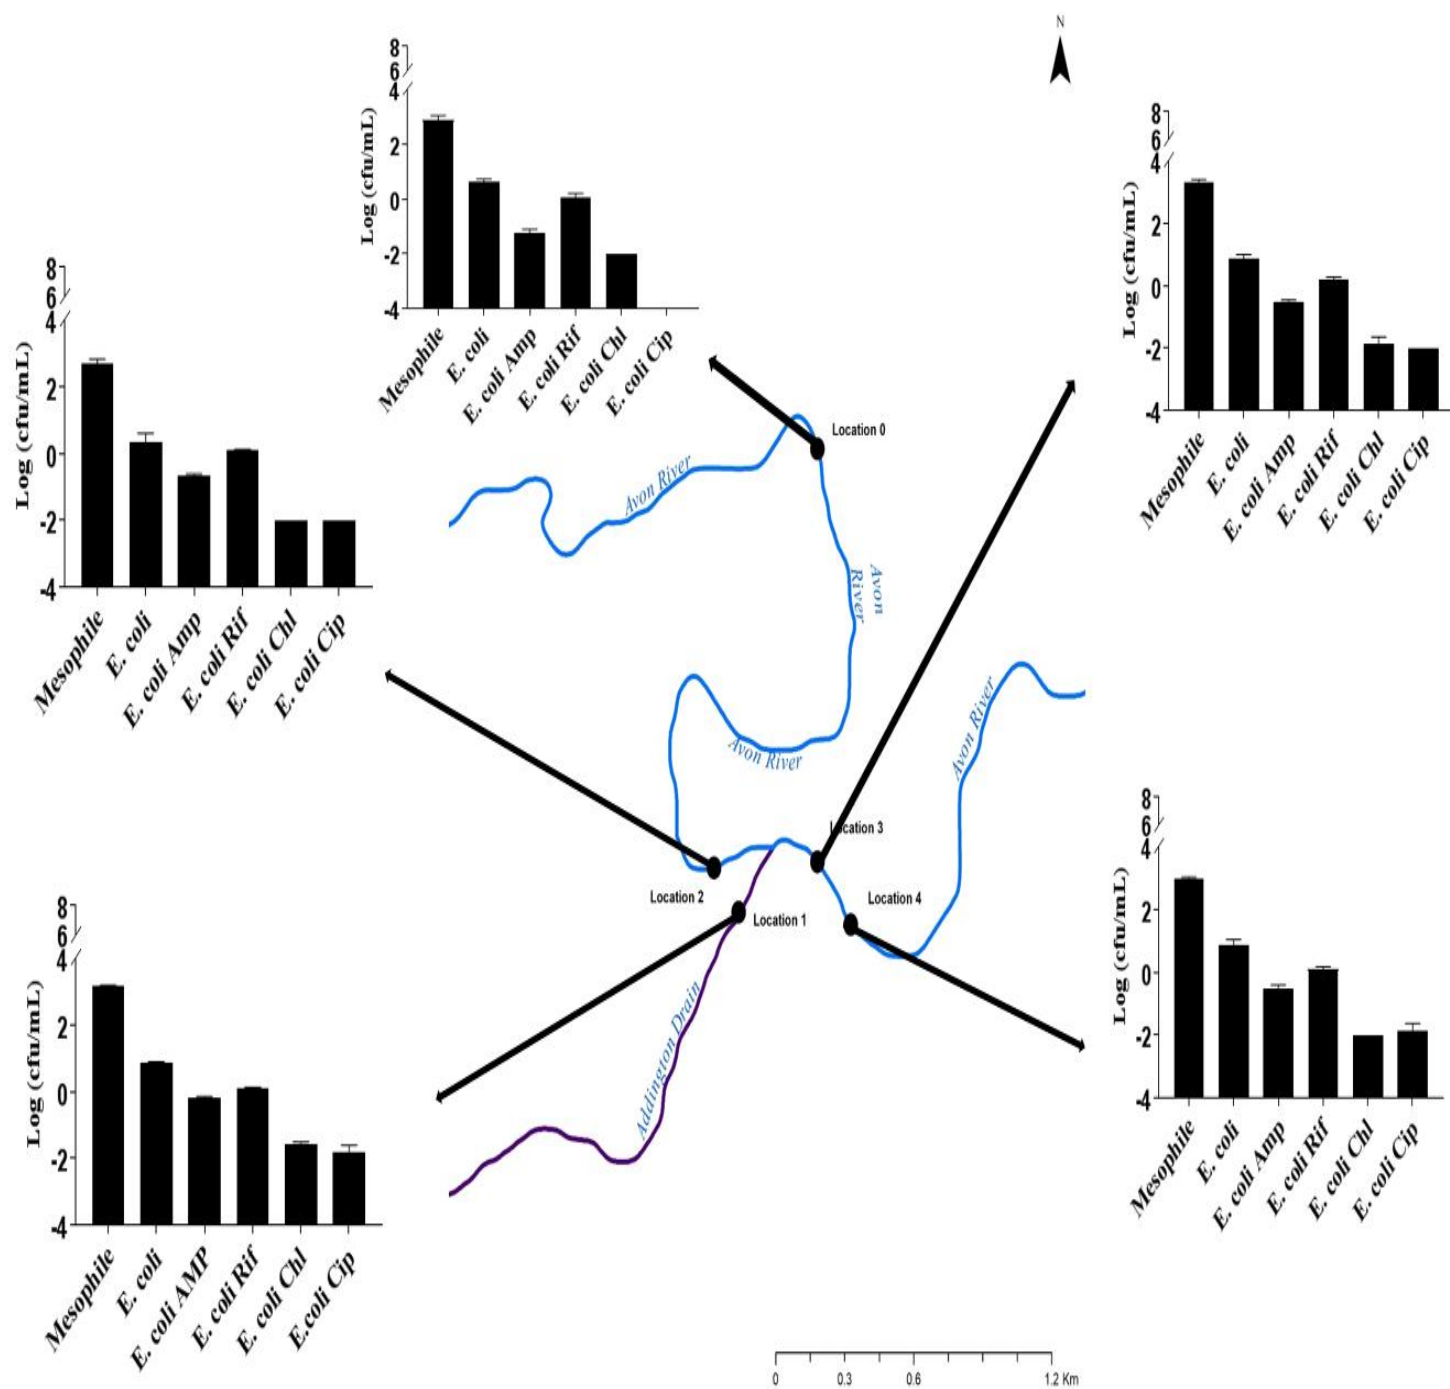 N
8
6
4
2
0
-2
-4
Log (cfu/mL)
Mesophile
E. coli
E. coli Amp
E. coli Rif
E. coli Chl
E. coli Cip
8
6
4
2
0
-2
-4
Log (cfu/mL)
Mesophile
E. coli
E. coli Amp
E. coli Rif
E. coli Chl
E. coli Cip
8
6
4
2
0
-2
-4
Log (cfu/mL)
Mesophile
E. coli
E. coli Amp
E. coli Rif
E. coli Chl
E. coli Cip
Location 0
Avon River
Avon
River
Avon River
Avon River
Location 3
Location 2
Location 4
Location 1
Addington Drain
8
6
4
2
0
-2
-4
Log (cfu/mL)
Mesophile
E. coli
E. coli Amp
E. coli Rif
E. coli Chl
E. coli Cip
8
6
4
2
0
-2
-4
Log (cfu/mL)
Mesophile
E. coli
E. coli AMP
E. coli Rif
E. coli Chl
E.coli Cip
0 0.3 0.6 1.2 Km